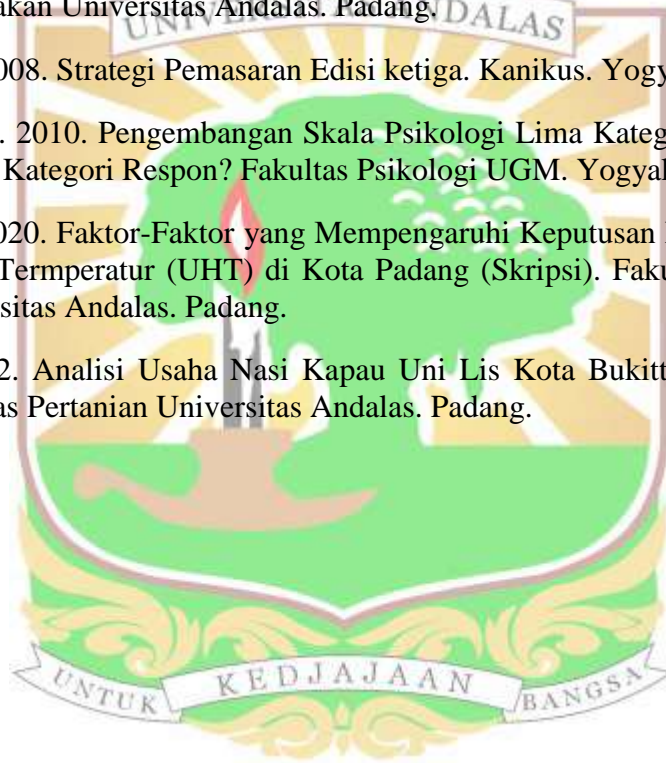 akan Universitas Andalas. Padang.
UNIVERSITAS ANDALAS
008. Strategi Pemasaran Edisi ketiga. Kanikus. Yogy
. 2010. Pengembangan Skala Psikologi Lima Kateg
Kategori Respon? Fakultas Psikologi UGM. Yogyal
020. Faktor-Faktor yang Mempengaruhi Keputusan
Termperatur (UHT) di Kota Padang (Skripsi). Faku
sitas Andalas. Padang.
2. Analisi Usaha Nasi Kapau Uni Lis Kota Bukitt
as Pertanian Universitas Andalas. Padang.
UNTUK KEDJAJAAN BANGSA